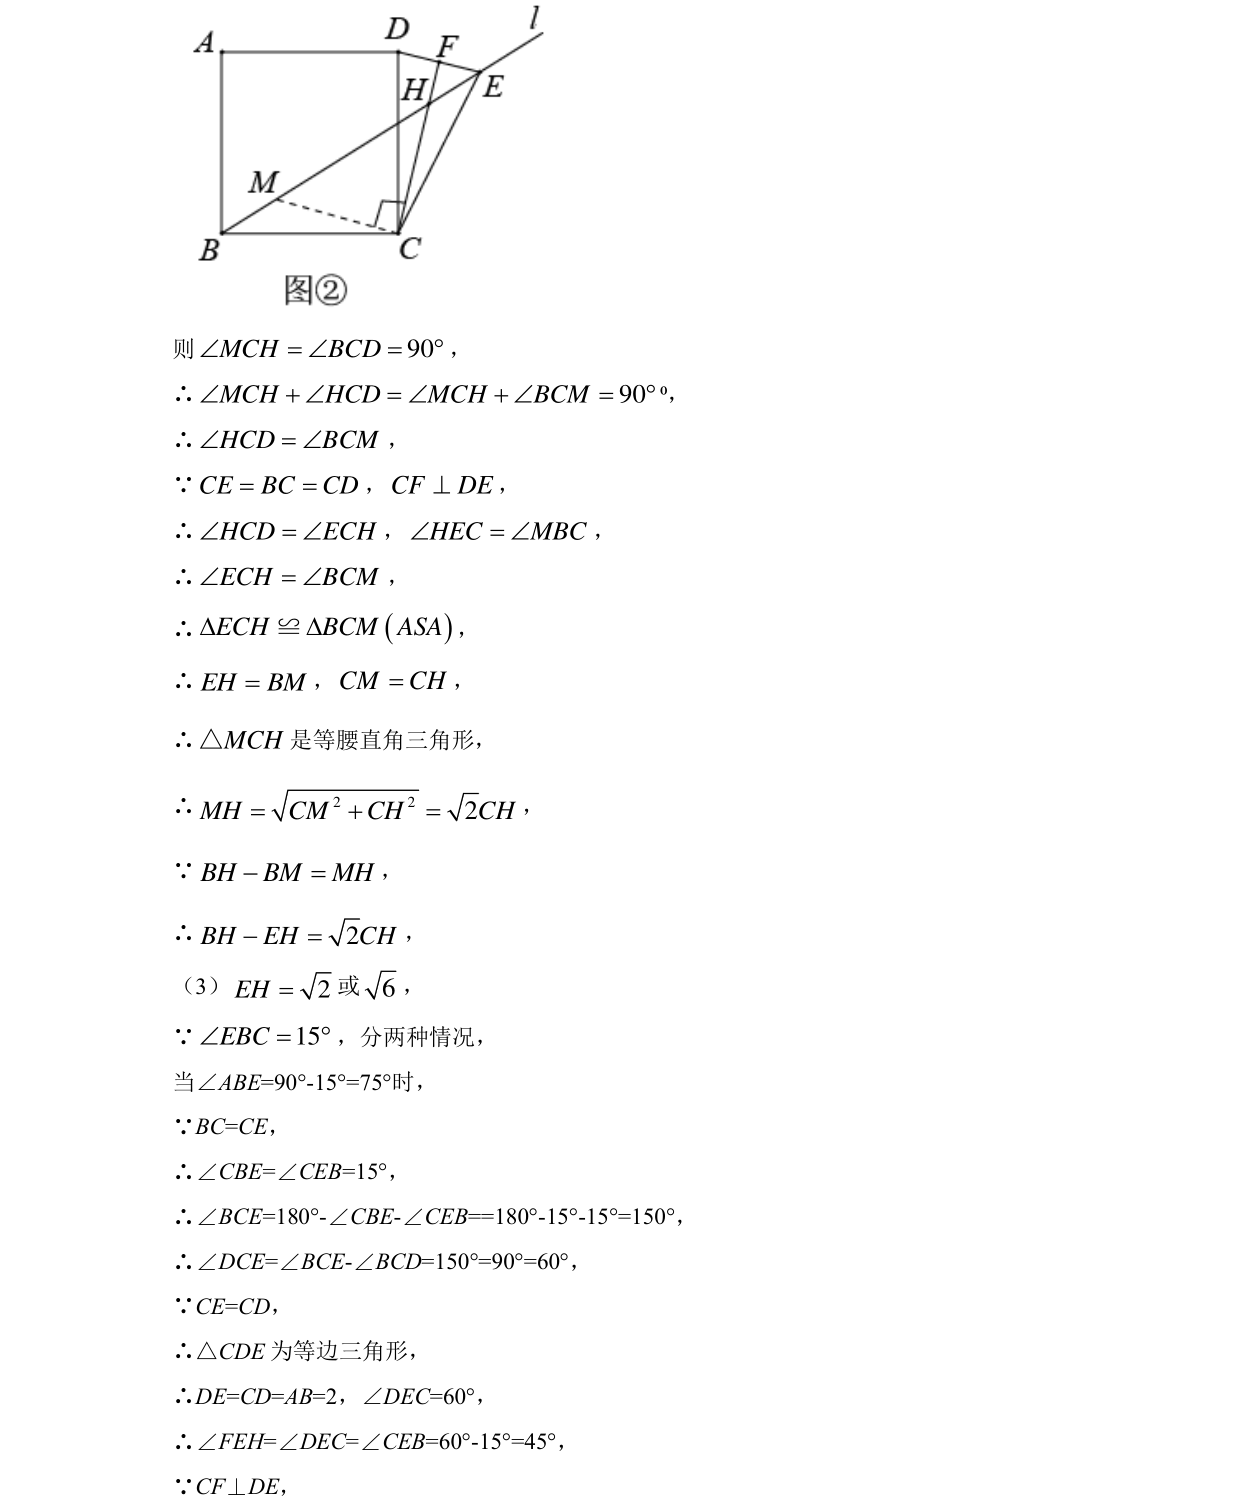 l
A
D
F
H
E
M
B
C
图②
则∠MCH=∠BCD=90°，
∴∠MCH+∠HCD=∠MCH+∠BCM=90°⁰，
∴∠HCD=∠BCM，
∵CE=BC=CD，CF⊥DE，
∴∠HCD=∠ECH，∠HEC=∠MBC，
∴∠ECH=∠BCM，
∴ΔECH≌ΔBCM(ASA)，
∴EH=BM，CM=CH，
∴△MCH是等腰直角三角形，
∴MH=√(CM²+CH²)=√2CH，
∵BH−BM=MH，
∴BH−EH=√2CH，
（3）EH=√2或√6，
∵∠EBC=15°，分两种情况，
当∠ABE=90°-15°=75°时，
∵BC=CE，
∴∠CBE=∠CEB=15°，
∴∠BCE=180°-∠CBE-∠CEB==180°-15°-15°=150°，
∴∠DCE=∠BCE-∠BCD=150°=90°=60°，
∵CE=CD，
∴△CDE为等边三角形，
∴DE=CD=AB=2，∠DEC=60°，
∴∠FEH=∠DEC=∠CEB=60°-15°=45°，
∵CF⊥DE，